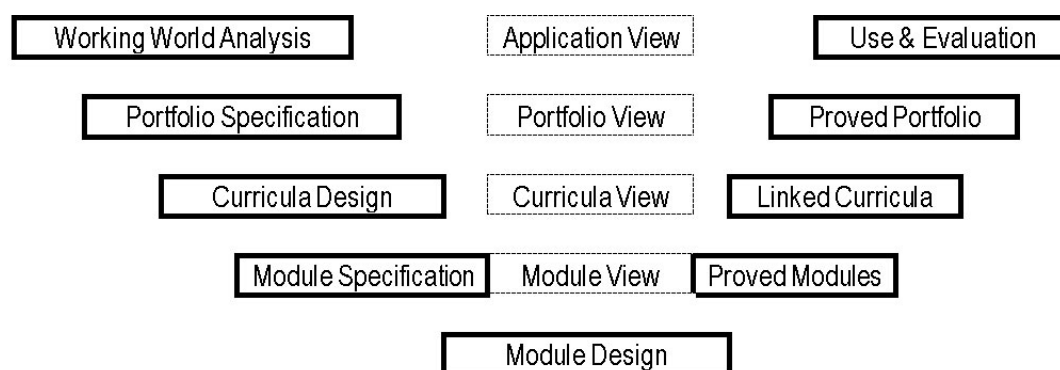 Working World Analysis Application View Use & Evaluation
Portfolio Specification Portfolio View Proved Portfolio
Curricula Design Curricula View Linked Curricula
Module Specification Module View Proved Modules
Module Design